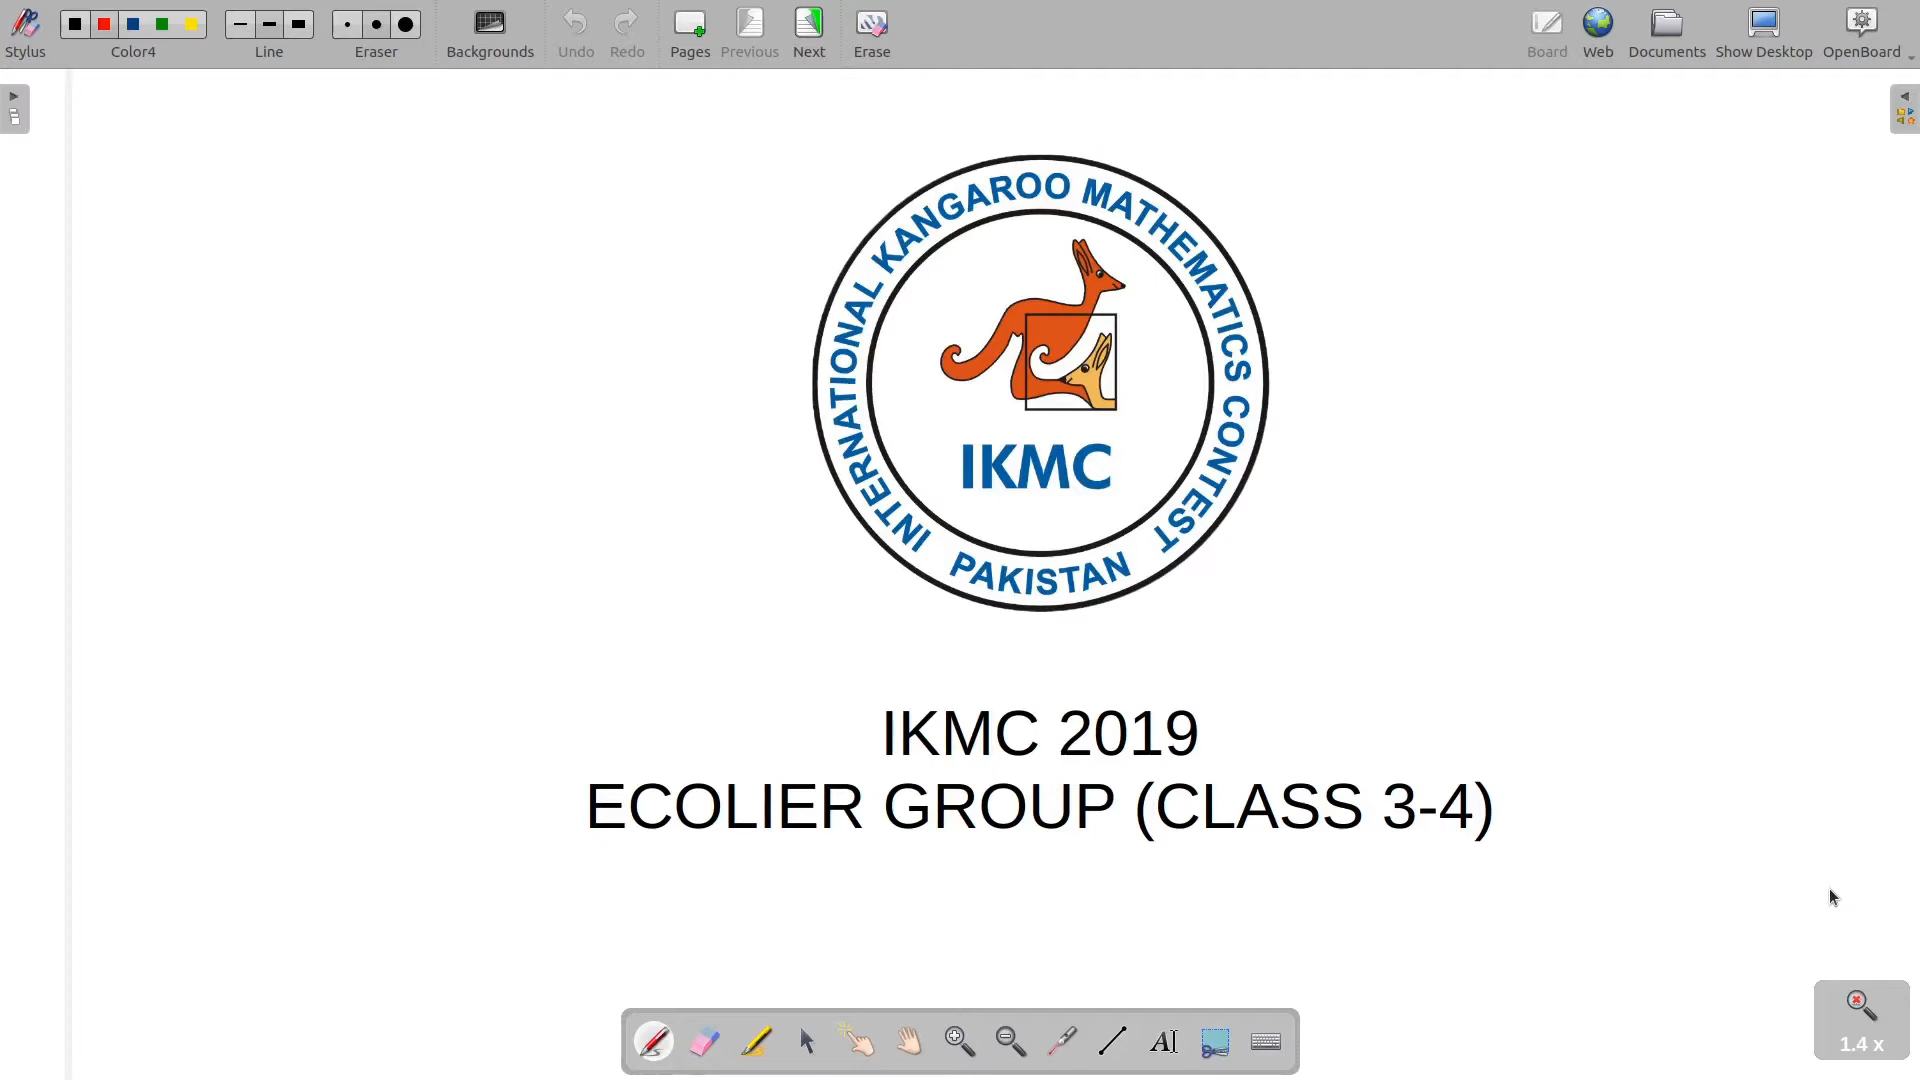 Stylus
Color4
Line
Eraser
Backgrounds
Undo
Redo
Pages
Previous
Next
Erase
Board
Web
Documents
Show Desktop
OpenBoard
INTERNATIONAL KANGAROO MATHEMATICS CONTEST
IKMC
PAKISTAN
IKMC 2019
ECOLIER GROUP (CLASS 3-4)
AI
1.4 x